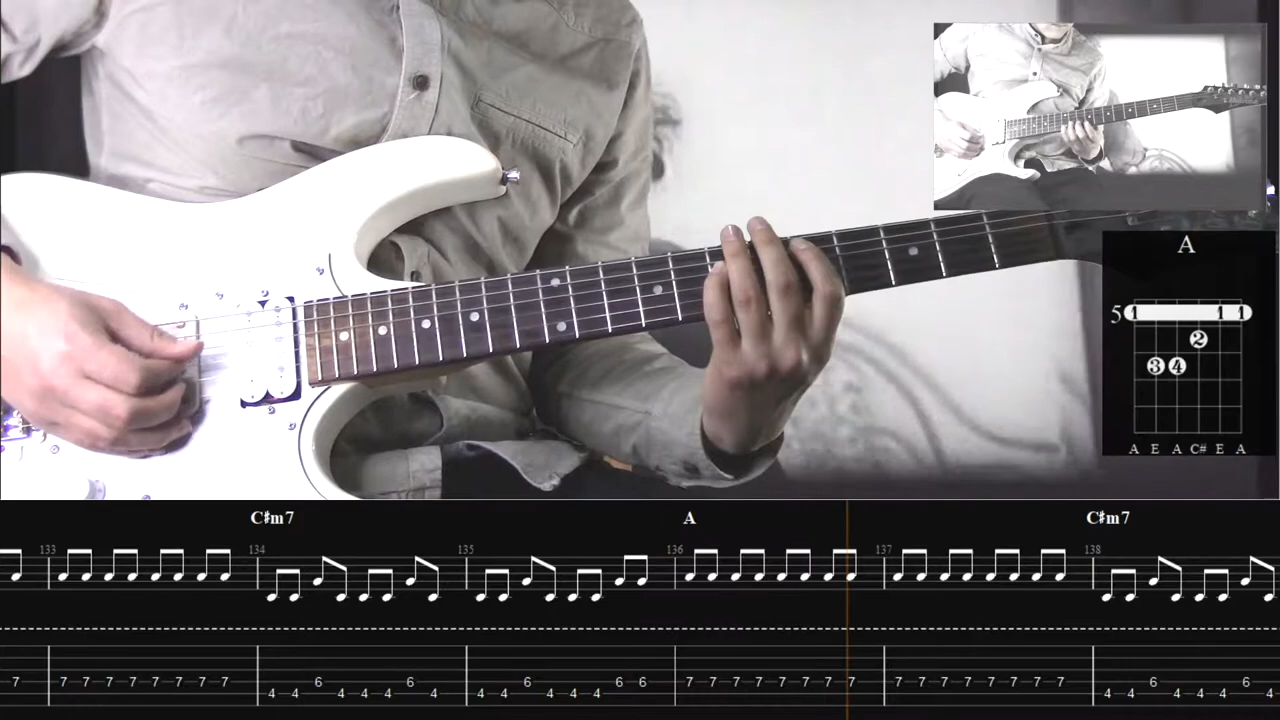 A
5 1 1 1
2
3 4
A E A C# E A
C♯m7 A C♯m7
133 134 135 136 137 138
7 7 7 7 7 7 7 7 7 6 6 6 6 6 7 7 7 7 7 7 7 7 7 7 7 7 7 7 7 7 6 6
4 4 4 4 4 4 4 4 4 4 4 4 4 4 4 4